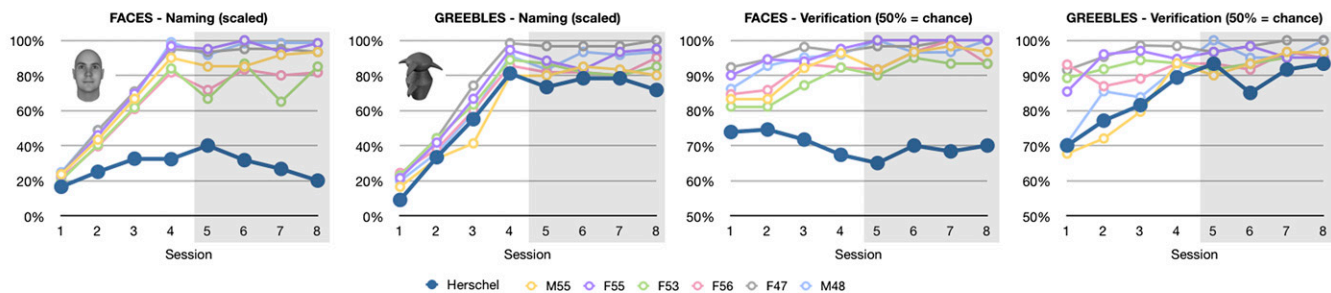 FACES - Naming (scaled)
100%
80%
60%
40%
20%
0%
1 2 3 4 5 6 7 8
Session
GREEBLES - Naming (scaled)
100%
80%
60%
40%
20%
0%
1 2 3 4 5 6 7 8
Session
FACES - Verification (50% = chance)
100%
90%
80%
70%
60%
50%
1 2 3 4 5 6 7 8
Session
GREEBLES - Verification (50% = chance)
100%
90%
80%
70%
60%
50%
1 2 3 4 5 6 7 8
Session
Herschel M55 F55 F53 F56 F47 M48